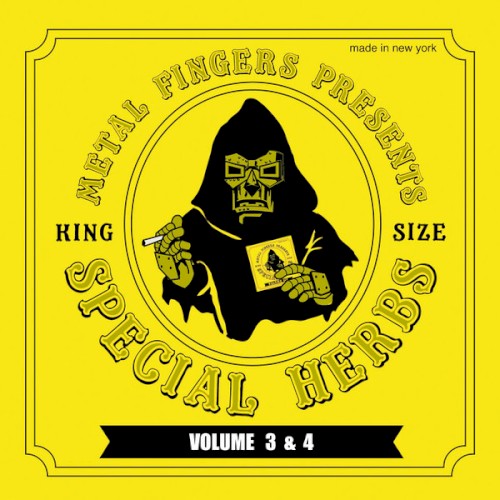 made in new york
METAL FINGERS PRESENTS
KING SIZE
SPECIAL HERBS
VOLUME 3 & 4